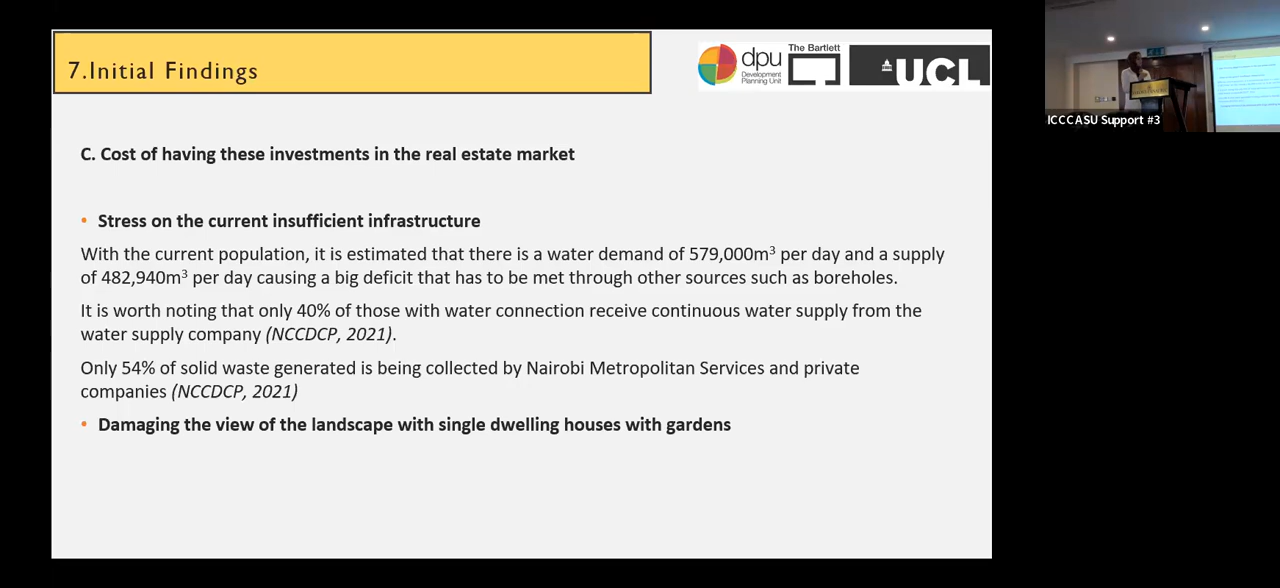 7.Initial Findings
dpu
Development
Planning Unit
The Bartlett
UCL
ICCCASU Support #3
C. Cost of having these investments in the real estate market
• Stress on the current insufficient infrastructure
With the current population, it is estimated that there is a water demand of 579,000m³ per day and a supply
of 482,940m³ per day causing a big deficit that has to be met through other sources such as boreholes.
It is worth noting that only 40% of those with water connection receive continuous water supply from the
water supply company (NCCDCP, 2021).
Only 54% of solid waste generated is being collected by Nairobi Metropolitan Services and private
companies (NCCDCP, 2021)
• Damaging the view of the landscape with single dwelling houses with gardens